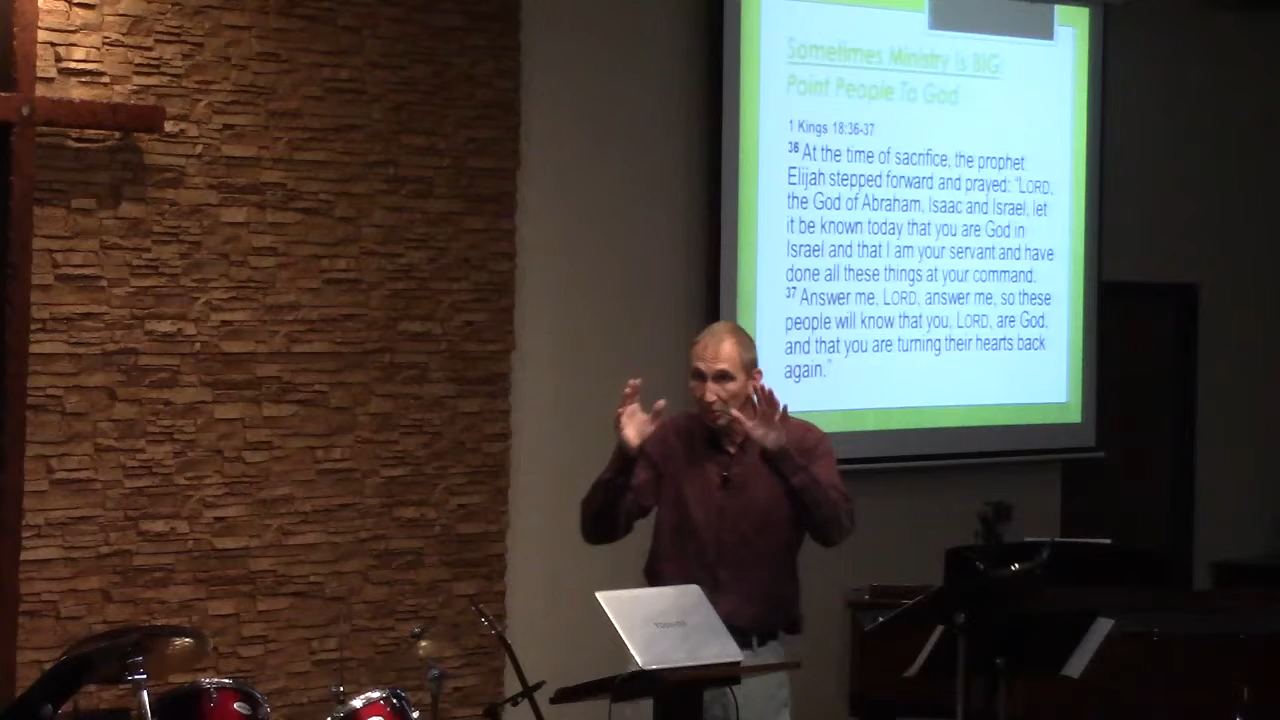 Sometimes Ministry Is BIG:
Point People To God
1 Kings 18:36-37
36 At the time of sacrifice, the prophet
Elijah stepped forward and prayed: "LORD,
the God of Abraham, Isaac and Israel, let
it be known today that you are God in
Israel and that I am your servant and have
done all these things at your command.
37 Answer me, LORD, answer me, so these
people will know that you, LORD, are God,
and that you are turning their hearts back
again."
TOSHIBA